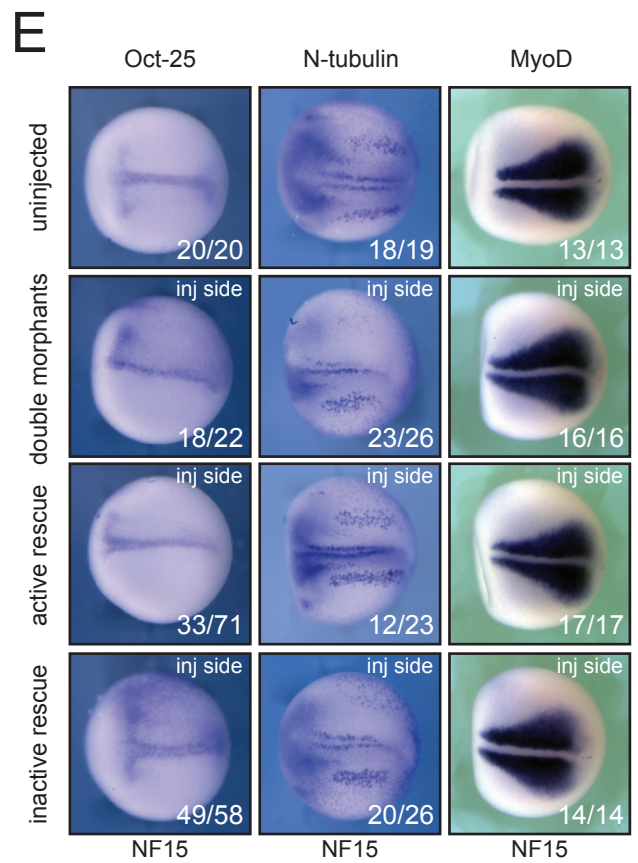 E
Oct-25
N-tubulin
MyoD
uninjected
20/20
18/19
13/13
double morphants
inj side
inj side
inj side
18/22
23/26
16/16
active rescue
inj side
inj side
inj side
33/71
12/23
17/17
inactive rescue
inj side
inj side
inj side
49/58
20/26
14/14
NF15
NF15
NF15